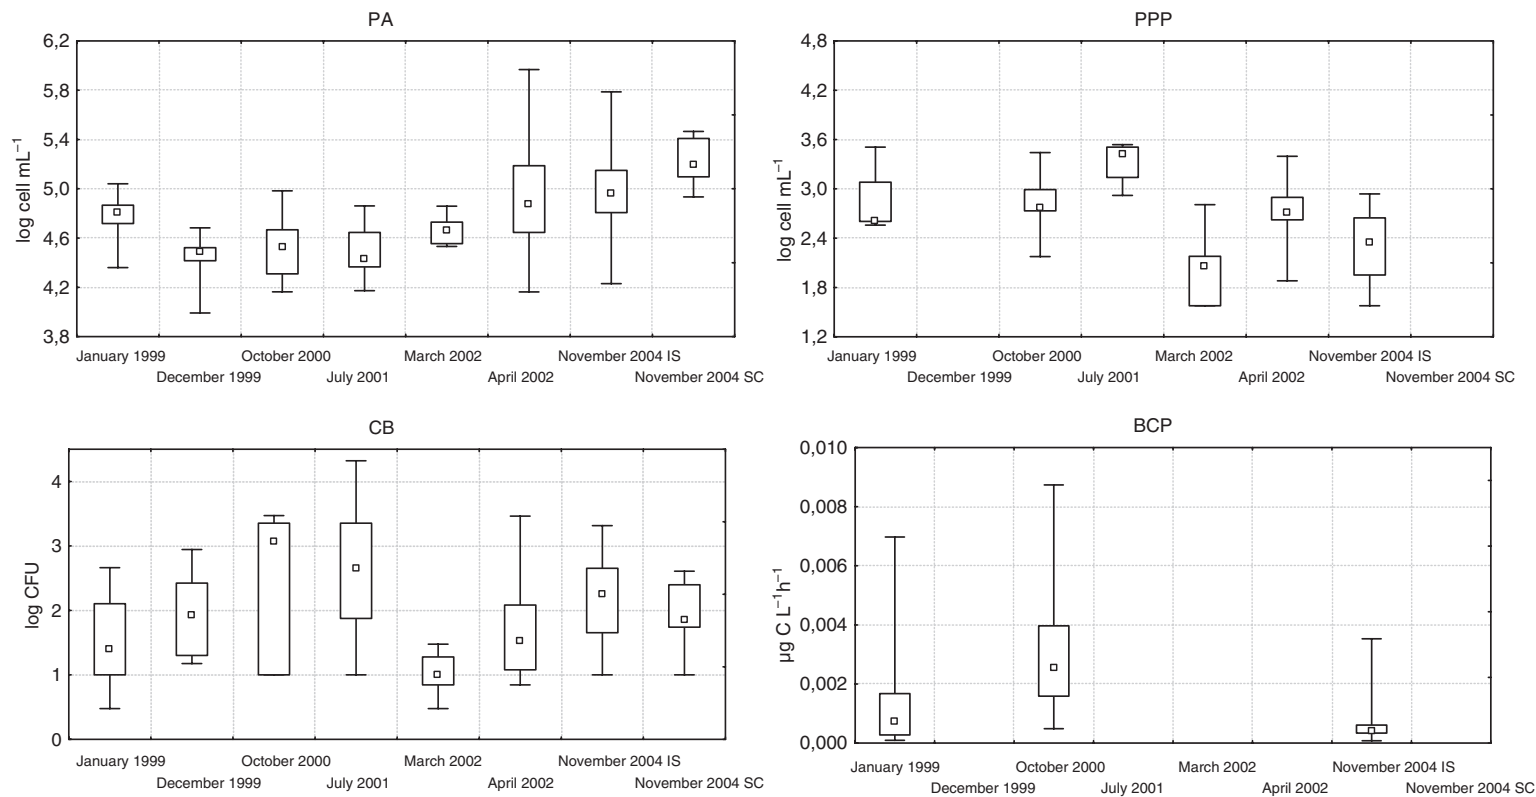 PA
6,2
5,8
5,4
5,0
4,6
4,2
3,8
log cell mL⁻¹
January 1999
October 2000
March 2002
November 2004 IS
December 1999
July 2001
April 2002
November 2004 SC
PPP
4,8
4,2
3,6
3,0
2,4
1,8
1,2
log cell mL⁻¹
January 1999
October 2000
March 2002
November 2004 IS
December 1999
July 2001
April 2002
November 2004 SC
CB
4
3
2
1
0
log CFU
January 1999
October 2000
March 2002
November 2004 IS
December 1999
July 2001
April 2002
November 2004 SC
BCP
0,010
0,008
0,006
0,004
0,002
0,000
µg C L⁻¹h⁻¹
January 1999
October 2000
March 2002
November 2004 IS
December 1999
July 2001
April 2002
November 2004 SC